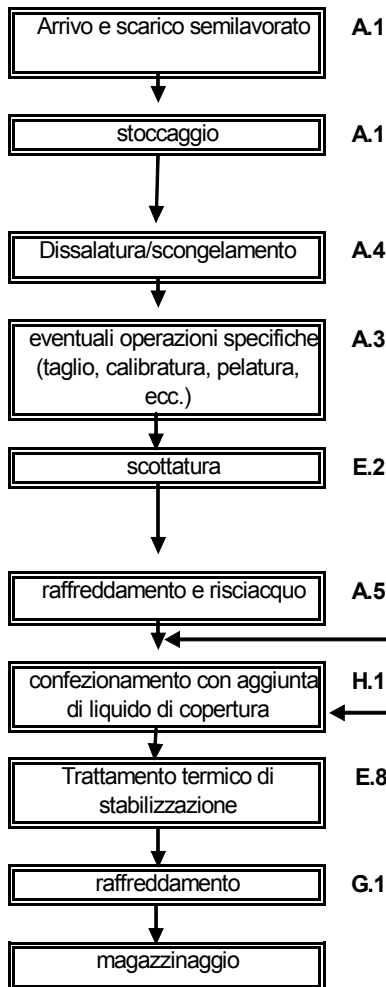 Arrivo e scarico semilavorato A.1
stoccaggio A.1
Dissalatura/scongelamento A.4
eventuali operazioni specifiche A.3
(taglio, calibratura, pelatura,
ecc.)
scottatura E.2
raffreddamento e risciacquo A.5
confezionamento con aggiunta H.1
di liquido di copertura
Trattamento termico di E.8
stabilizzazione
raffreddamento G.1
magazzinaggio